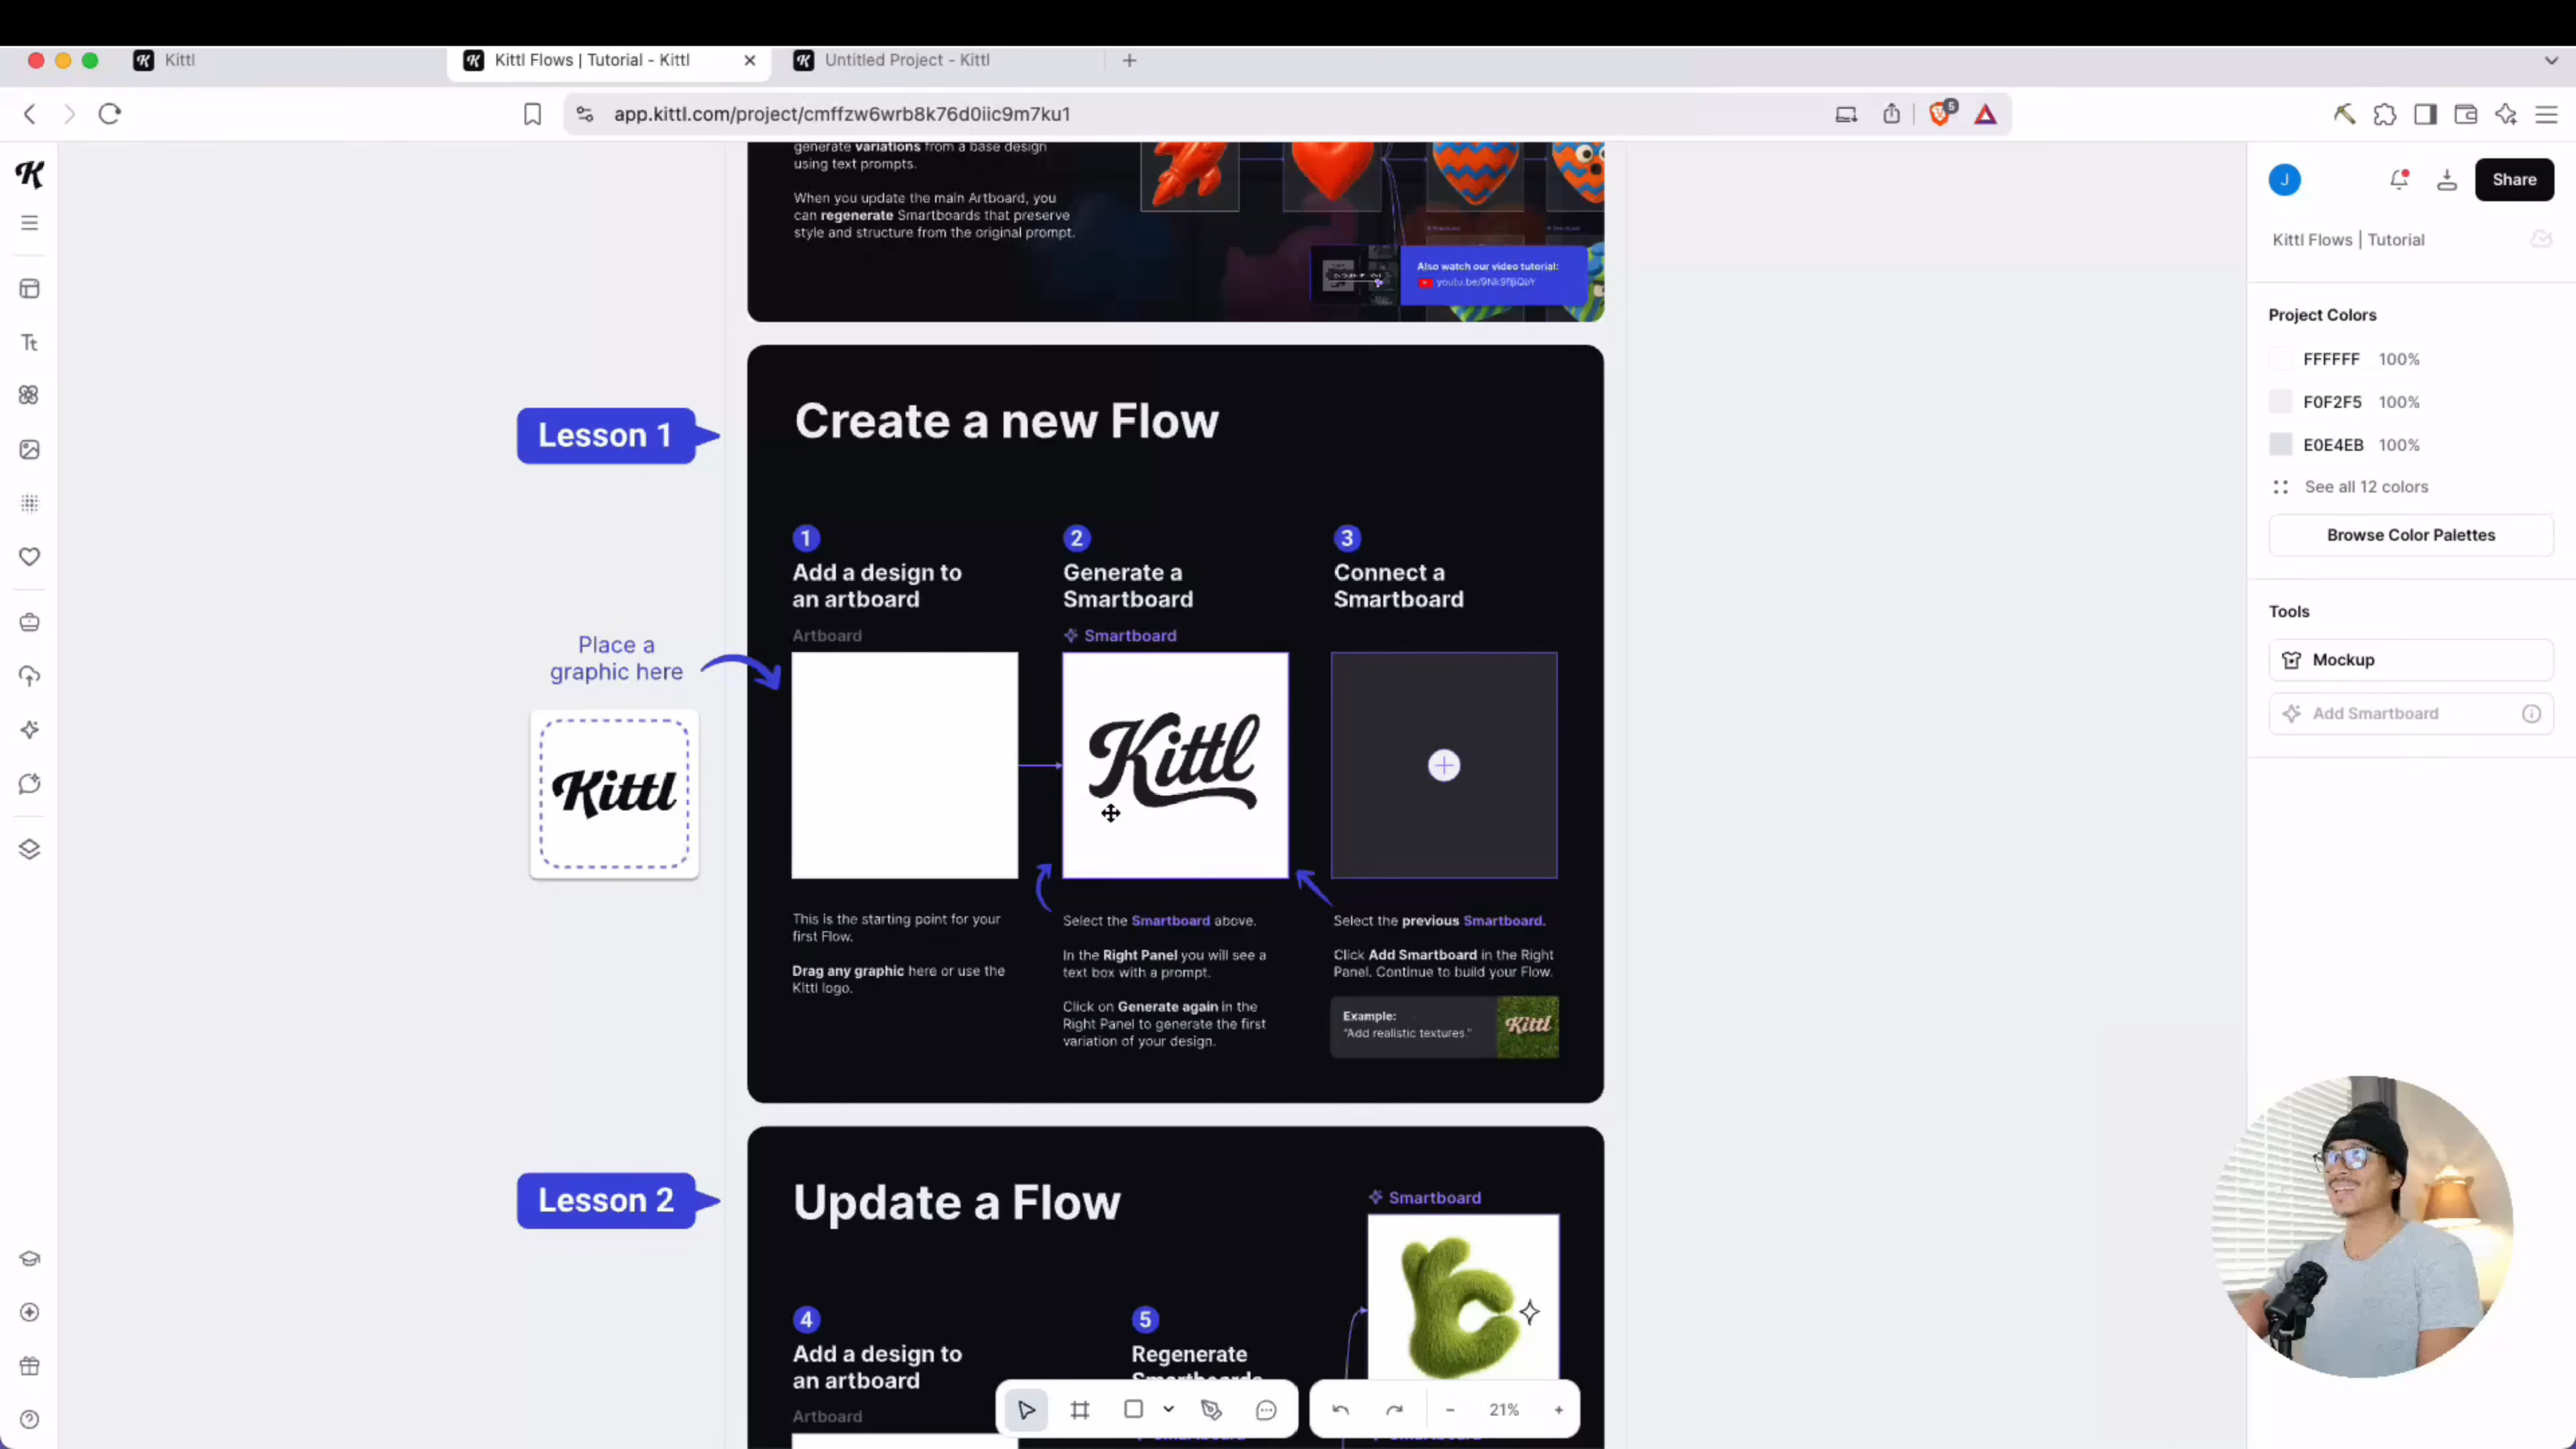 Kittl
Kittl Flows | Tutorial - Kittl
Untitled Project - Kittl
app.kittl.com/project/cmffzw6wrb8k76d0iic9m7ku1
5
J
Share
Kittl Flows | Tutorial
Project Colors
FFFFFF 100%
F0F2F5 100%
E0E4EB 100%
See all 12 colors
Browse Color Palettes
Tools
Mockup
Add Smartboard
Tt
generate variations from a base design
using text prompts.
When you update the main Artboard, you
can regenerate Smartboards that preserve
style and structure from the original prompt.
Also watch our video tutorial:
Lesson 1
Create a new Flow
1
Add a design to
an artboard
Artboard
Place a
graphic here
Kittl
This is the starting point for your
first Flow.
Drag any graphic here or use the
Kittl logo.
2
Generate a
Smartboard
Smartboard
Kittl
Select the Smartboard above.
In the Right Panel you will see a
text box with a prompt.
Click on Generate again in the
Right Panel to generate the first
variation of your design.
3
Connect a
Smartboard
Select the previous Smartboard.
Click Add Smartboard in the Right
Panel. Continue to build your Flow.
Example:
"Add realistic textures."
Kittl
Lesson 2
Update a Flow
Smartboard
4
Add a design to
an artboard
Artboard
5
Regenerate
Smartboards
21%